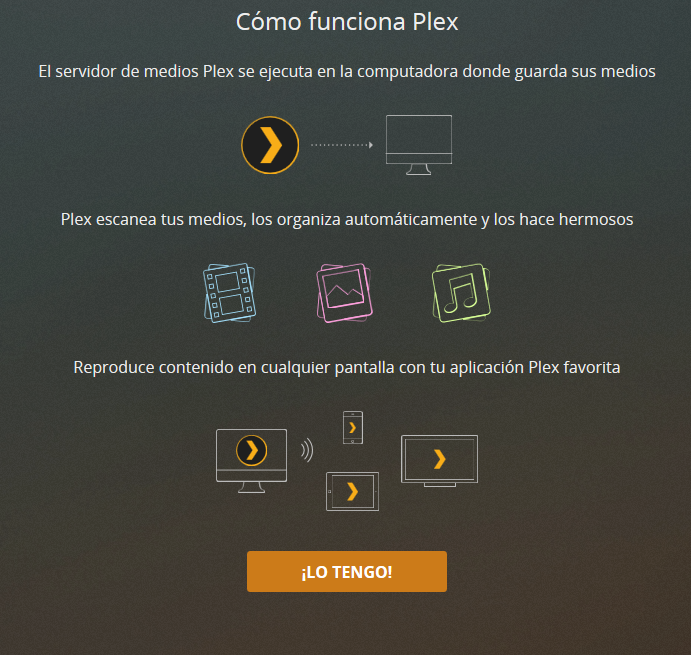 Cómo funciona Plex
El servidor de medios Plex se ejecuta en la computadora donde guarda sus medios
Plex escanea tus medios, los organiza automáticamente y los hace hermosos
Reproduce contenido en cualquier pantalla con tu aplicación Plex favorita
¡LO TENGO!